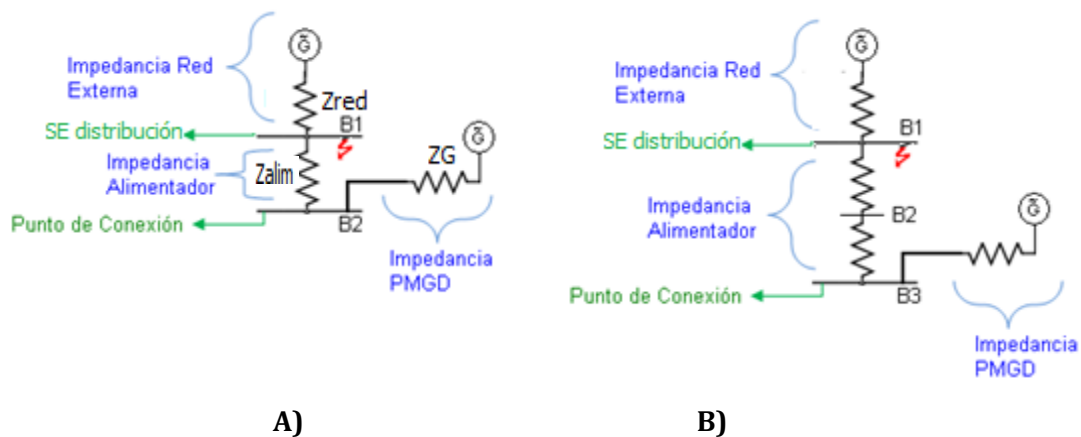 G̃
Impedancia Red
Externa
Zred
SE distribución
B1
G̃
Impedancia
Alimentador
Zalim
ZG
Punto de Conexión
B2
Impedancia
PMGD
A)
G̃
Impedancia Red
Externa
SE distribución
B1
Impedancia
Alimentador
B2
G̃
Punto de Conexión
B3
Impedancia
PMGD
B)